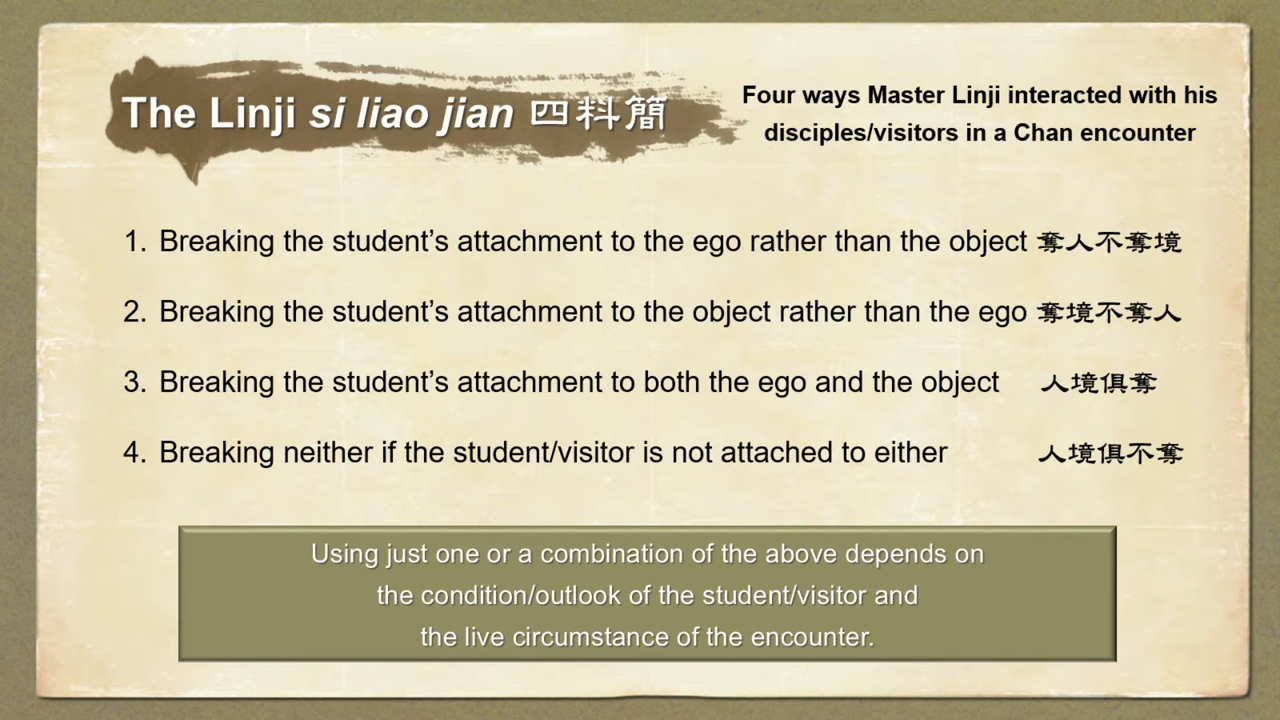 The Linji si liao jian 四料簡
Four ways Master Linji interacted with his
disciples/visitors in a Chan encounter
1. Breaking the student’s attachment to the ego rather than the object 奪人不奪境
2. Breaking the student’s attachment to the object rather than the ego 奪境不奪人
3. Breaking the student’s attachment to both the ego and the object 人境俱奪
4. Breaking neither if the student/visitor is not attached to either 人境俱不奪
Using just one or a combination of the above depends on
the condition/outlook of the student/visitor and
the live circumstance of the encounter.